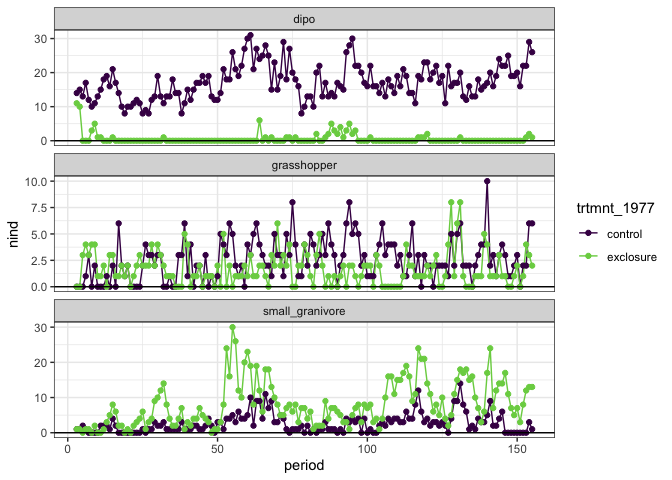 dipo
30
20
10
0
grasshopper
10.0
7.5
5.0
2.5
0.0
small_granivore
30
20
10
0
0
50
100
150
period
nind
trtmnt_1977
control
exclosure